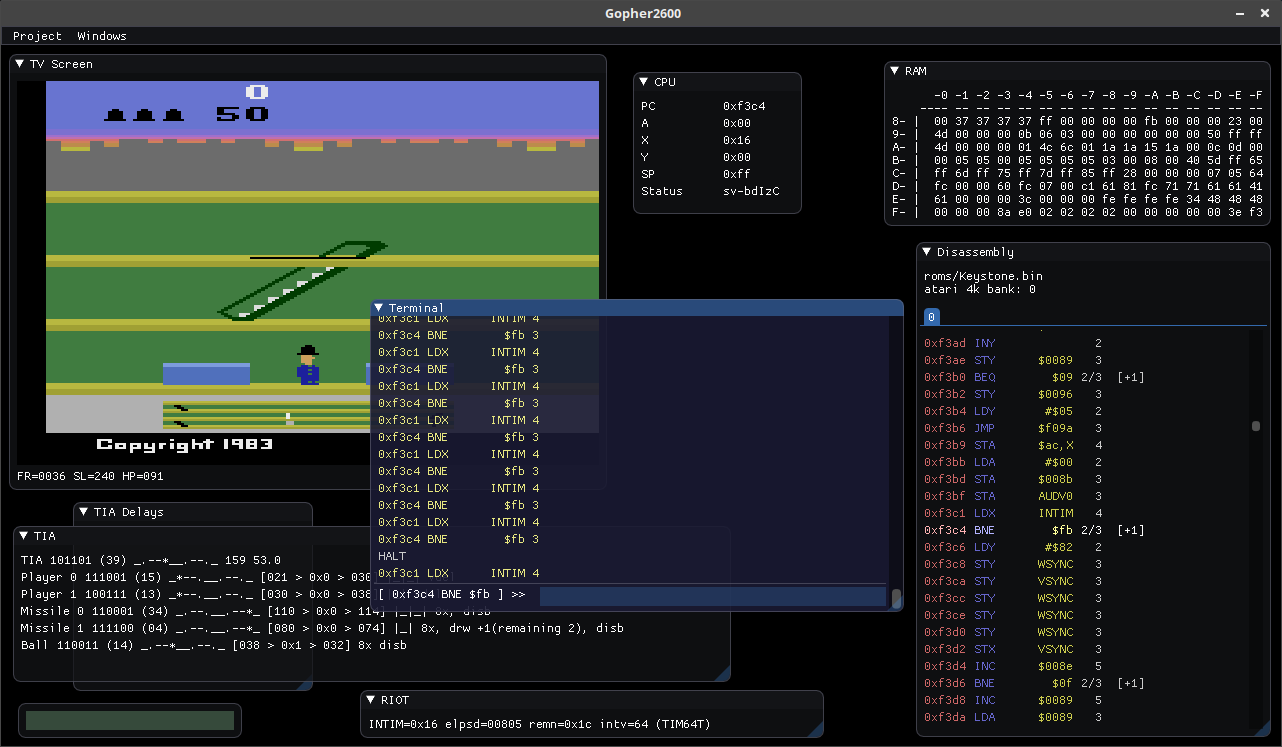 Gopher2600
Project Windows
TV Screen
0
50
Copyright 1983
FR=0036 SL=240 HP=091
CPU
PC 0xf3c4
A 0x00
X 0x16
Y 0x00
SP 0xff
Status sv-bdIzC
RAM
-0 -1 -2 -3 -4 -5 -6 -7 -8 -9 -A -B -C -D -E -F
---- -- -- -- -- -- -- -- -- -- -- -- -- -- -- --
8- | 00 37 37 37 37 ff 00 00 00 00 fb 00 00 00 23 00
9- | 4d 00 00 00 0b 06 03 00 00 00 00 00 00 50 ff ff
A- | 4d 00 00 00 01 4c 6c 01 1a 1a 15 1a 00 0c 0d 00
B- | 00 05 05 00 05 05 05 05 03 00 08 00 40 5d ff 65
C- | ff 6d ff 75 ff 7d ff 85 ff 28 00 00 00 07 05 64
D- | fc 00 00 60 fc 07 00 c1 61 81 fc 71 71 61 61 41
E- | 61 00 00 00 3c 00 00 00 fe fe fe fe 34 48 48 48
F- | 00 00 00 8a e0 02 02 02 02 00 00 00 00 00 3e f3
Disassembly
roms/Keystone.bin
atari 4k bank: 0
0
0xf3ad INY 2
0xf3ae STY $0089 3
0xf3b0 BEQ $09 2/3 [+1]
0xf3b2 STY $0096 3
0xf3b4 LDY #$05 2
0xf3b6 JMP $f09a 3
0xf3b9 STA $ac,X 4
0xf3bb LDA #$00 2
0xf3bd STA $008b 3
0xf3bf STA AUDV0 3
0xf3c1 LDX INTIM 4
0xf3c4 BNE $fb 2/3 [+1]
0xf3c6 LDY #$82 2
0xf3c8 STY WSYNC 3
0xf3ca STY VSYNC 3
0xf3cc STY WSYNC 3
0xf3ce STY WSYNC 3
0xf3d0 STY WSYNC 3
0xf3d2 STX VSYNC 3
0xf3d4 INC $008e 5
0xf3d6 BNE $0f 2/3 [+1]
0xf3d8 INC $0089 5
0xf3da LDA $0089 3
Terminal
0xf3c1 LDX INTIM 4
0xf3c4 BNE $fb 3
0xf3c1 LDX INTIM 4
0xf3c4 BNE $fb 3
0xf3c1 LDX INTIM 4
0xf3c4 BNE $fb 3
0xf3c1 LDX INTIM 4
0xf3c4 BNE $fb 3
0xf3c1 LDX INTIM 4
0xf3c4 BNE $fb 3
0xf3c1 LDX INTIM 4
0xf3c4 BNE $fb 3
0xf3c1 LDX INTIM 4
0xf3c4 BNE $fb 3
HALT
0xf3c1 LDX INTIM 4
[ 0xf3c4 BNE $fb ] >>
TIA Delays
TIA
TIA 101101 (39) _.--*__.--._ 159 53.0
Player 0 111001 (15) _*--.__.--._ [021 > 0x0 > 030
Player 1 100111 (13) _.--*__.--._ [030 > 0x0 > 038
Missile 0 110001 (34) _.--.__.--*_ [110 > 0x0 > 114] |_|_| 8x, disb
Missile 1 111100 (04) _.--.__.--*_ [080 > 0x0 > 074] |_| 8x, drw +1(remaining 2), disb
Ball 110011 (14) _.--*__.--._ [038 > 0x1 > 032] 8x disb
RIOT
INTIM=0x16 elpsd=00805 remn=0x1c intv=64 (TIM64T)